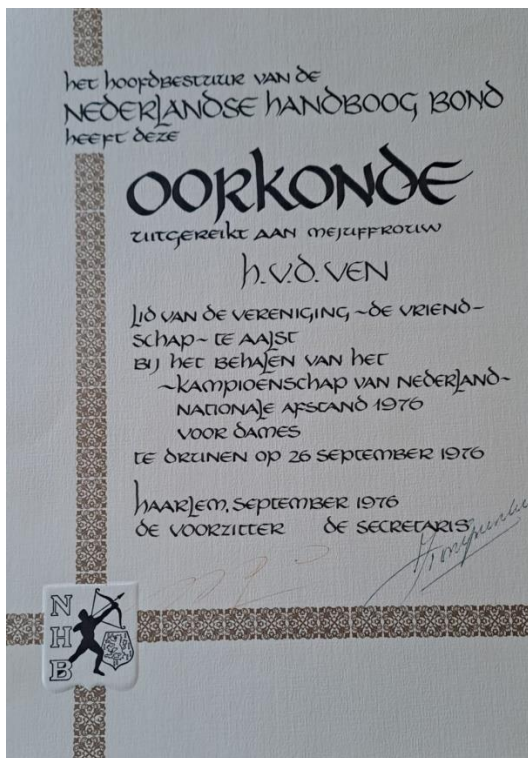 het hoofdbestuur van de
NEDERLANDSE HANDBOOG BOND
heeft deze
OORKONDE
uitgereikt aan mejuffrouw
h.v.d. ven
lid van de vereniging ~de vriend-
schap~ te aalst
bij het behalen van het
~kampioenschap van nederland~
nationale afstand 1976
voor dames
te drunen op 26 september 1976
haarlem, september 1976
de voorzitter de secretaris
NHB